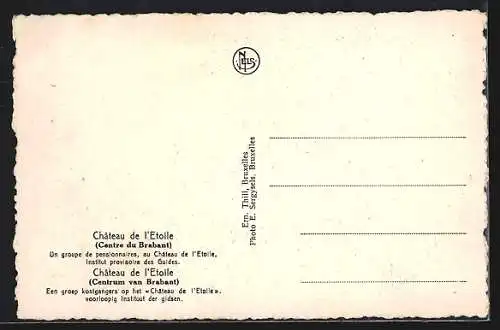 NELS
Château de l'Etoile
(Centre du Brabant)
Un groupe de pensionnaires, au Château de l'Etoile,
Institut provisoire des Guides.
Château de l'Etoile
(Centrum van Brabant)
Een groep kostgangers op het «Château de l'Etoile»,
voorloopig Instituut der gidsen.
Ern. Thill, Bruxelles
Photo E. Sergysels, Bruxelles